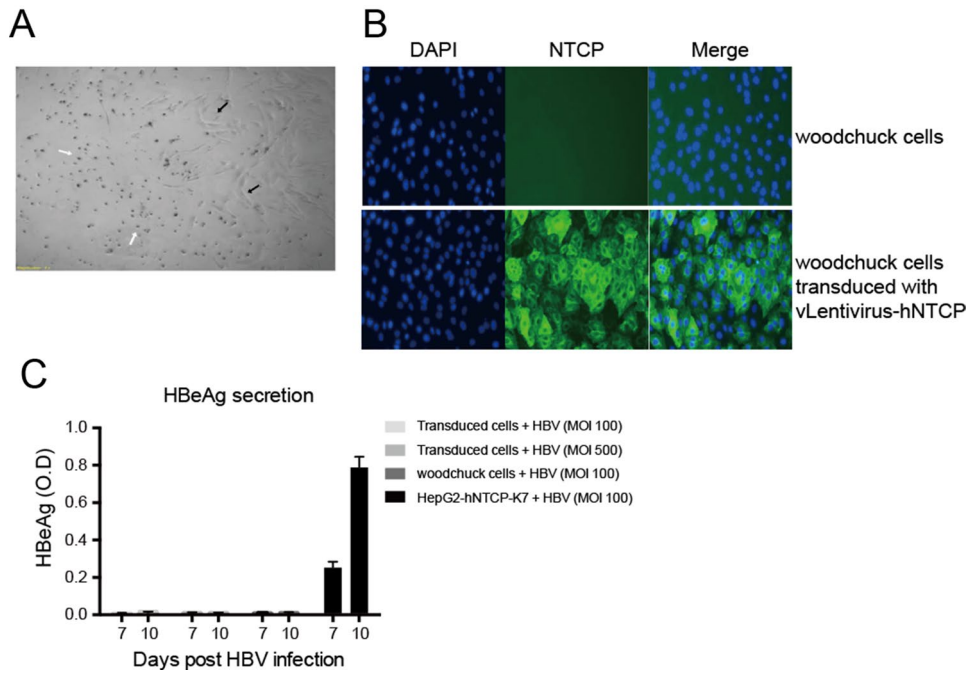 A
B
DAPI
NTCP
Merge
woodchuck cells
woodchuck cells
transduced with
vLentivirus-hNTCP
C
HBeAg secretion
HBeAg (O.D)
1.0
0.8
0.6
0.4
0.2
0.0
7 10 7 10 7 10 7 10
Days post HBV infection
Transduced cells + HBV (MOI 100)
Transduced cells + HBV (MOI 500)
woodchuck cells + HBV (MOI 100)
HepG2-hNTCP-K7 + HBV (MOI 100)